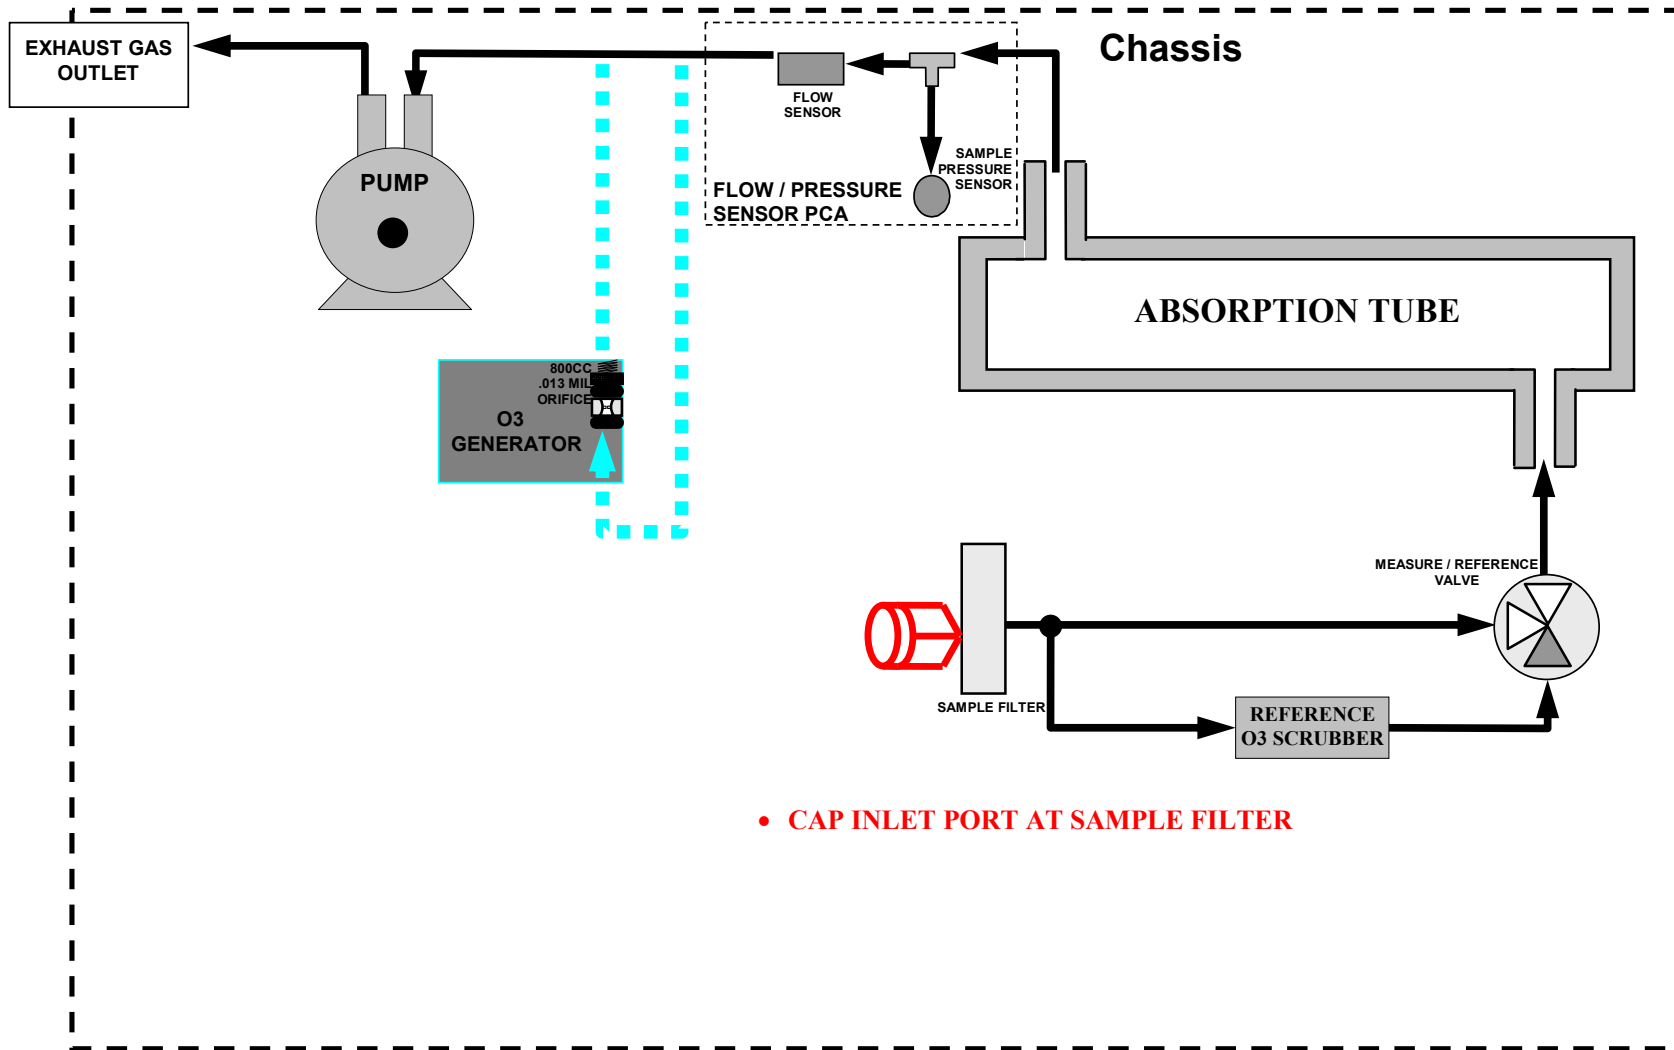 EXHAUST GAS
OUTLET
Chassis
FLOW
SENSOR
SAMPLE
PRESSURE
SENSOR
FLOW / PRESSURE
SENSOR PCA
PUMP
ABSORPTION TUBE
800CC
.013 MIL
ORIFICE
O3
GENERATOR
MEASURE / REFERENCE
VALVE
SAMPLE FILTER
REFERENCE
O3 SCRUBBER
• CAP INLET PORT AT SAMPLE FILTER